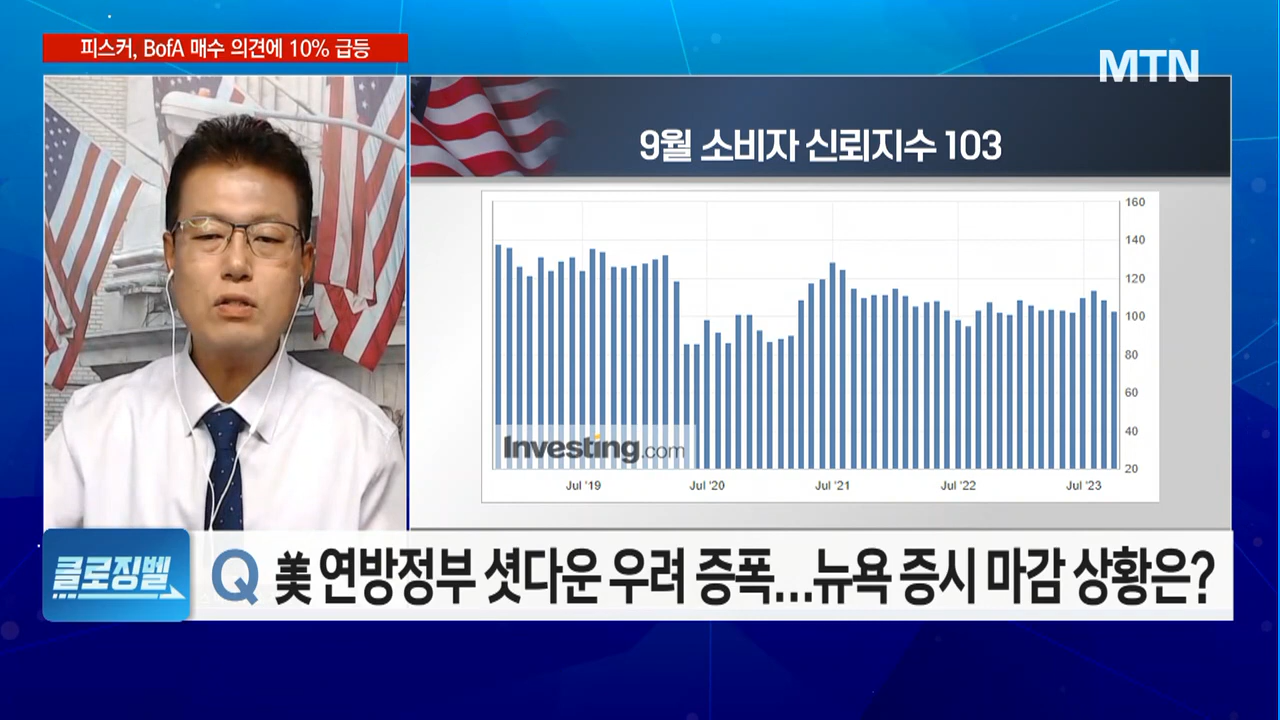 피스커, BofA 매수 의견에 10% 급등
MTN
9월 소비자 신뢰지수 103
160
140
120
100
80
60
40
20
Investing.com
Jul '19
Jul '20
Jul '21
Jul '22
Jul '23
클로징벨
Q 美 연방정부 셧다운 우려 증폭...뉴욕 증시 마감 상황은?